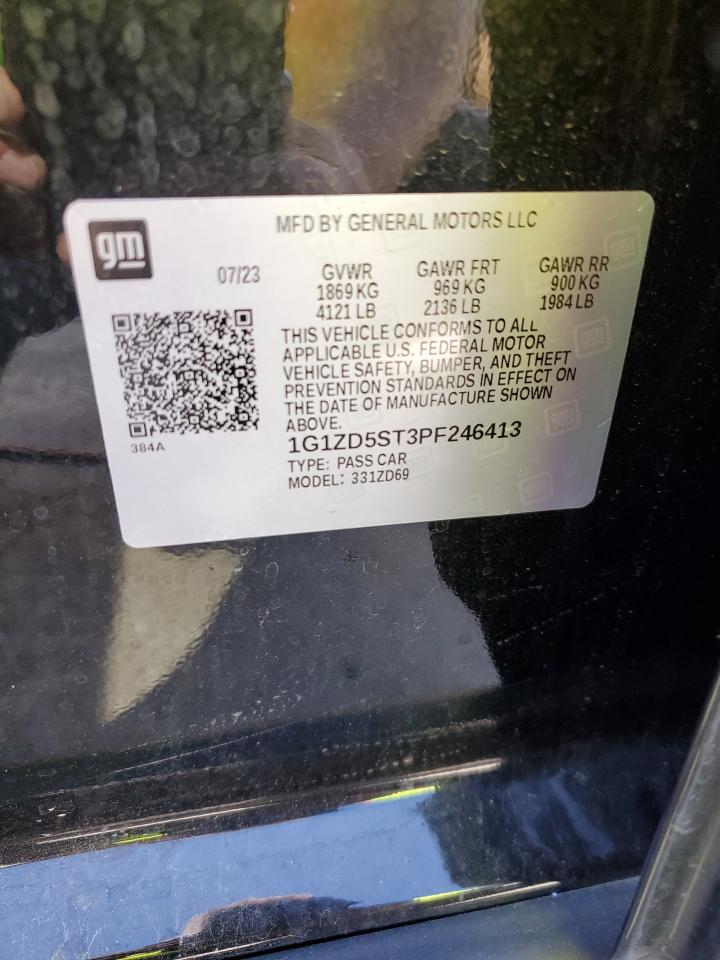 MFD BY GENERAL MOTORS LLC
gm
07/23
GVWR GAWR FRT GAWR RR
1869 KG 969 KG 900 KG
4121 LB 2136 LB 1984 LB
THIS VEHICLE CONFORMS TO ALL
APPLICABLE U.S. FEDERAL MOTOR
VEHICLE SAFETY, BUMPER, AND THEFT
PREVENTION STANDARDS IN EFFECT ON
THE DATE OF MANUFACTURE SHOWN
ABOVE.
384A
1G1ZD5ST3PF246413
TYPE: PASS CAR
MODEL: 331ZD69